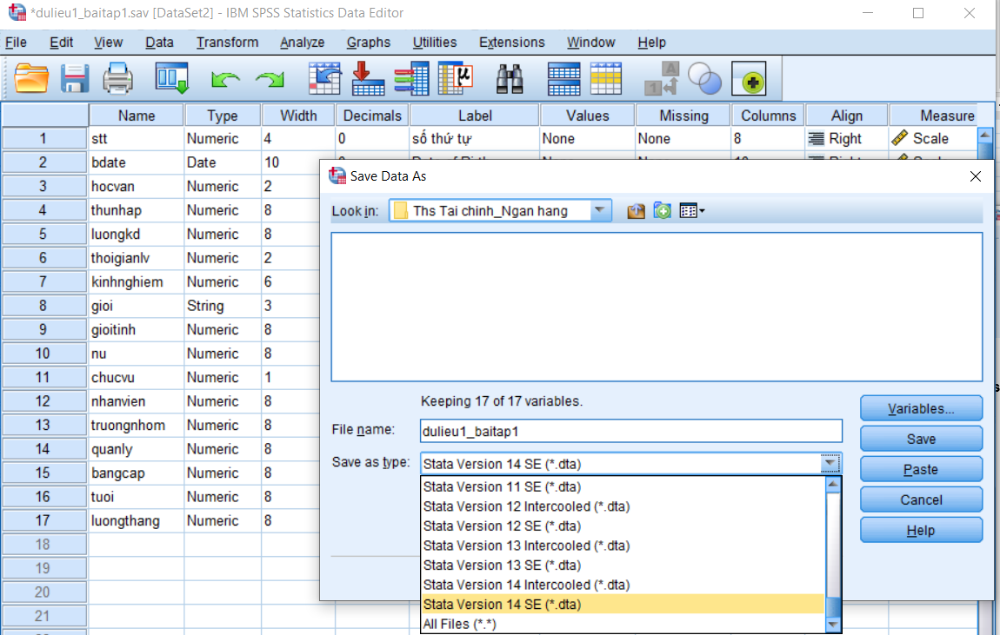 *dulieu1_baitap1.sav [DataSet2] - IBM SPSS Statistics Data Editor
File Edit View Data Transform Analyze Graphs Utilities Extensions Window Help
Name Type Width Decimals Label Values Missing Columns Align Measure
1 stt Numeric 4 0 số thứ tự None None 8 Right Scale
2 bdate Date 10
3 hocvan Numeric 2
4 thunhap Numeric 8
5 luongkd Numeric 8
6 thoigianlv Numeric 2
7 kinhnghiem Numeric 6
8 gioi String 3
9 gioitinh Numeric 8
10 nu Numeric 8
11 chucvu Numeric 1
12 nhanvien Numeric 8
13 truongnhom Numeric 8
14 quanly Numeric 8
15 bangcap Numeric 8
16 tuoi Numeric 8
17 luongthang Numeric 8
18
19
20
21
Save Data As
Look in: Ths Tai chinh_Ngan hang
Keeping 17 of 17 variables.
File name: dulieu1_baitap1
Save as type: Stata Version 14 SE (*.dta)
Stata Version 11 SE (*.dta)
Stata Version 12 Intercooled (*.dta)
Stata Version 12 SE (*.dta)
Stata Version 13 Intercooled (*.dta)
Stata Version 13 SE (*.dta)
Stata Version 14 Intercooled (*.dta)
Stata Version 14 SE (*.dta)
All Files (*.*)
Variables...
Save
Paste
Cancel
Help